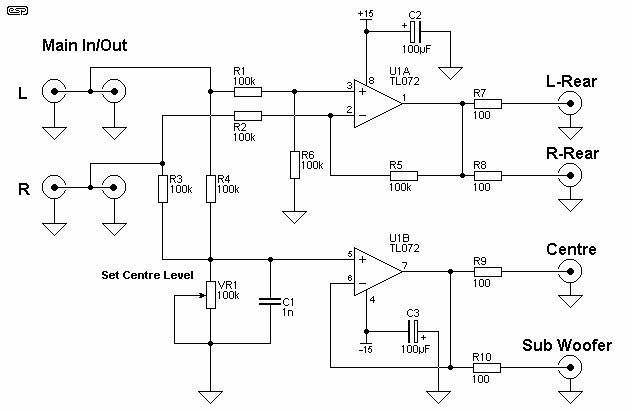 esp
Main In/Out
L
R
+15
C2
+
100µF
R1
100k
U1A
TL072
8
3
+
2
-
1
R2
100k
R7
100
L-Rear
R6
100k
R5
100k
R8
100
R-Rear
R3
100k
R4
100k
Set Centre Level
VR1
100k
C1
1n
U1B
TL072
5
+
6
-
7
4
R9
100
Centre
C3
+
100µF
-15
R10
100
Sub Woofer